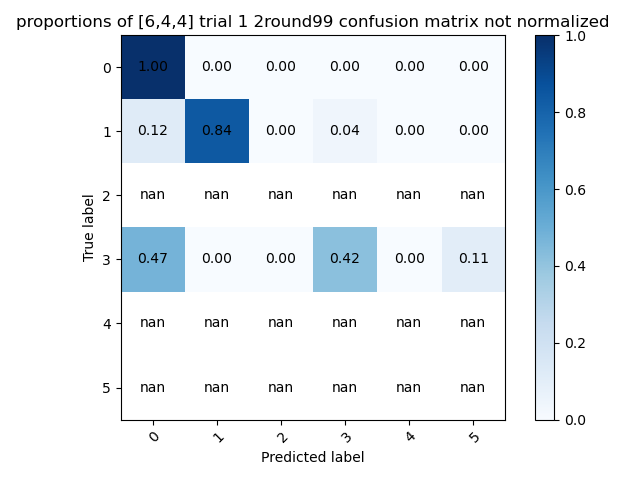 proportions of [6,4,4] trial 1 2round99 confusion matrix not normalized
True label
0 1.00 0.00 0.00 0.00 0.00 0.00
1 0.12 0.84 0.00 0.04 0.00 0.00
2 nan nan nan nan nan nan
3 0.47 0.00 0.00 0.42 0.00 0.11
4 nan nan nan nan nan nan
5 nan nan nan nan nan nan
0 1 2 3 4 5
Predicted label
1.0
0.8
0.6
0.4
0.2
0.0